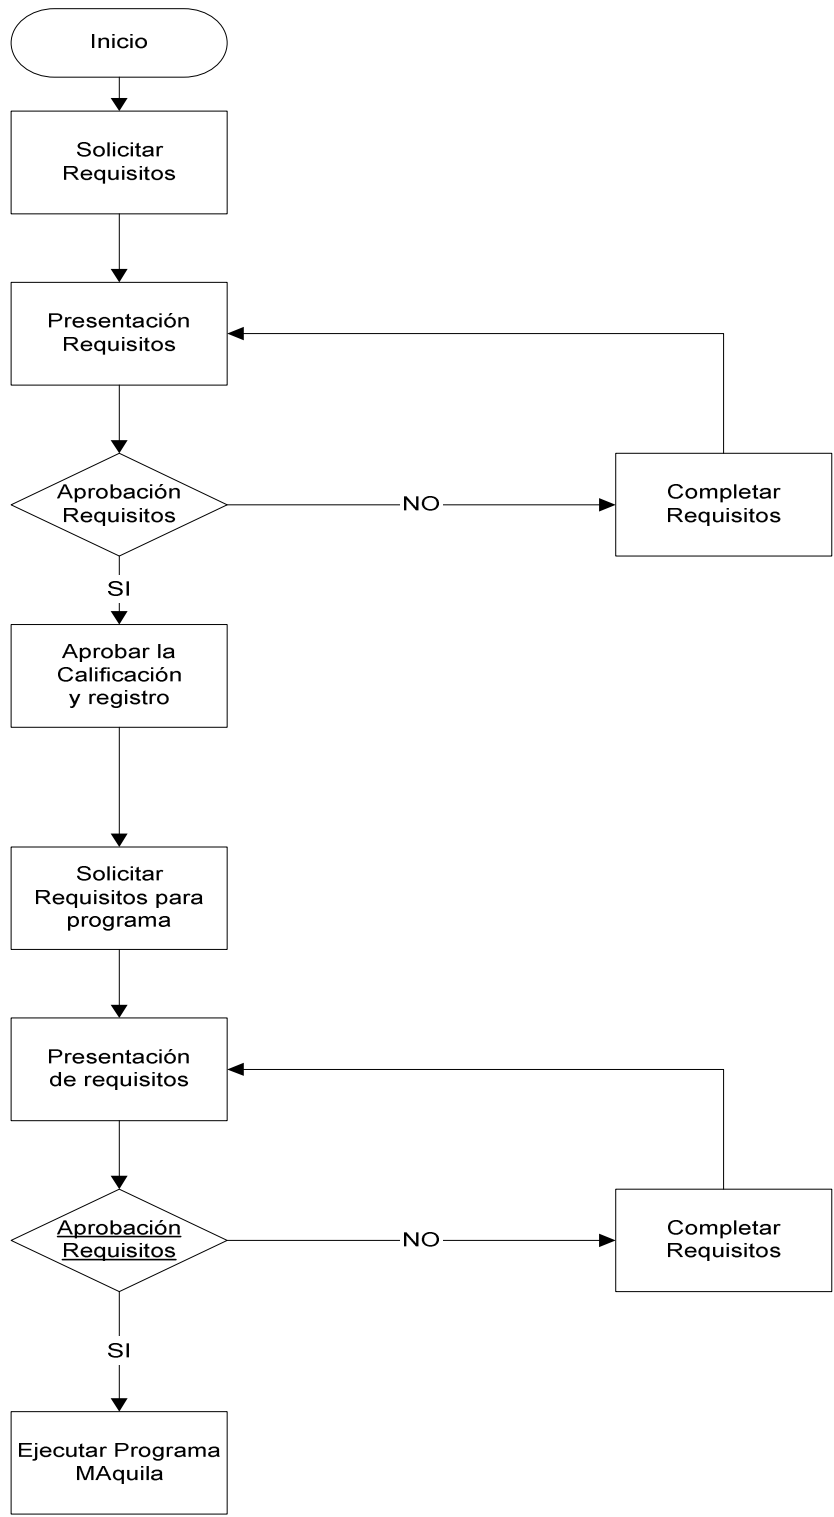 Inicio
Solicitar
Requisitos
Presentación
Requisitos
Aprobación
Requisitos
NO
Completar
Requisitos
SI
Aprobar la
Calificación
y registro
Solicitar
Requisitos para
programa
Presentación
de requisitos
Aprobación
Requisitos
NO
Completar
Requisitos
SI
Ejecutar Programa
MAquila